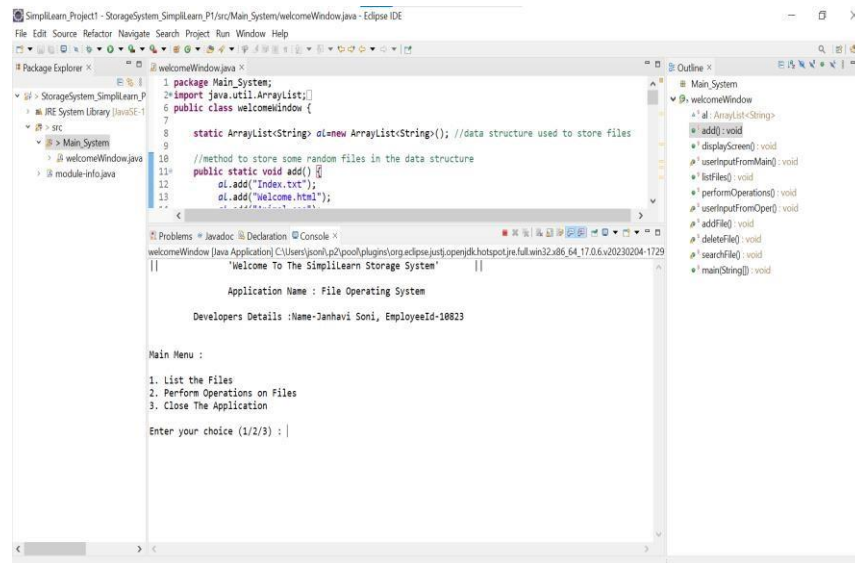 SimpliLearn_Project1 - StorageSystem_SimpliLearn_P1/src/Main_System/welcomeWindow.java - Eclipse IDE
File Edit Source Refactor Navigate Search Project Run Window Help
Package Explorer
StorageSystem_SimpliLearn_P
JRE System Library [JavaSE-1
> src
> Main_System
welcomeWindow.java
module-info.java
welcomeWindow.java
1 package Main_System;
2 import java.util.ArrayList;
6 public class welcomeWindow {
7
8 static ArrayList<String> al=new ArrayList<String>(); //data structure used to store files
9
10 //method to store some random files in the data structure
11 public static void add() {
12 al.add("Index.txt");
13 al.add("Welcome.html");
Problems Javadoc Declaration Console
welcomeWindow [Java Application] C:\Users\jsoni\.p2\pool\plugins\org.eclipse.justj.openjdk.hotspot.jre.full.win32.x86_64_17.0.6.v20230204-1729
|| 'Welcome To The SimpliLearn Storage System' ||
Application Name : File Operating System
Developers Details :Name-Janhavi Soni, EmployeeId-10823
Main Menu :
1. List the Files
2. Perform Operations on Files
3. Close The Application
Enter your choice (1/2/3) :
Outline
Main_System
welcomeWindow
al : ArrayList<String>
add() : void
displayScreen() : void
userInputFromMain() : void
listFiles() : void
performOperations() : void
userInputFromOper() : void
addFile() : void
deleteFile() : void
searchFile() : void
main(String[]) : void